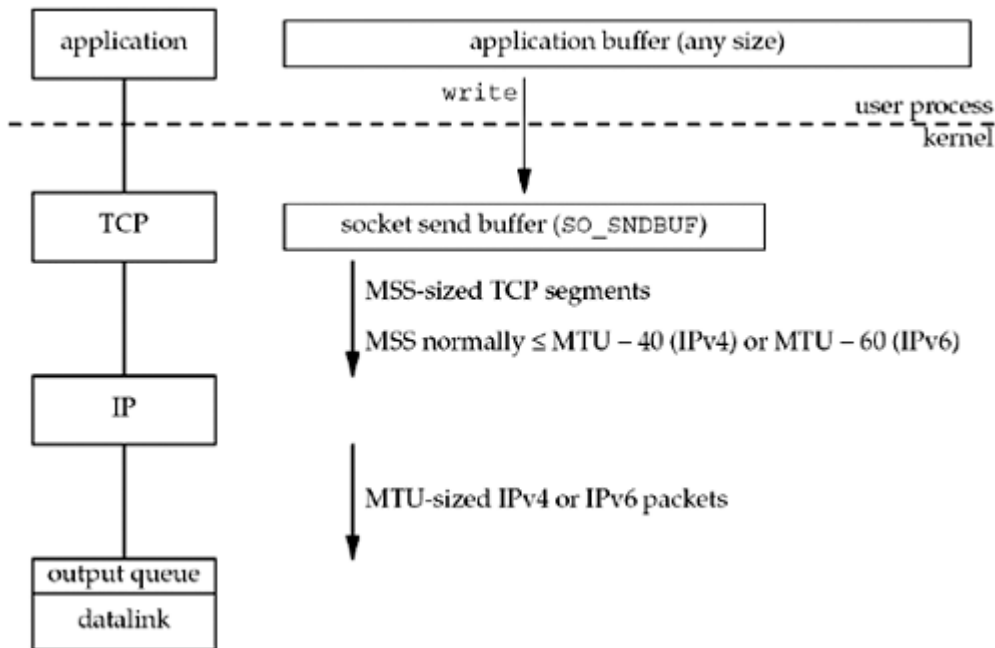 application
application buffer (any size)
write
user process
kernel
TCP
socket send buffer (SO_SNDBUF)
MSS-sized TCP segments
MSS normally ≤ MTU – 40 (IPv4) or MTU – 60 (IPv6)
IP
MTU-sized IPv4 or IPv6 packets
output queue
datalink